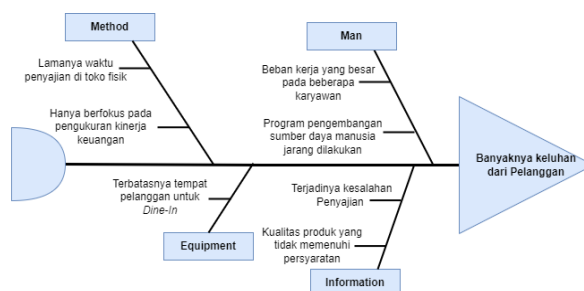 Method
Man
Lamanya waktu
penyajian di toko fisik
Hanya berfokus pada
pengukuran kinerja
keuangan
Beban kerja yang besar
pada beberapa
karyawan
Program pengembangan
sumber daya manusia
jarang dilakukan
Banyaknya keluhan
dari Pelanggan
Terbatasnya tempat
pelanggan untuk
Dine-In
Terjadinya kesalahan
Penyajian
Kualitas produk yang
tidak memenuhi
persyaratan
Equipment
Information